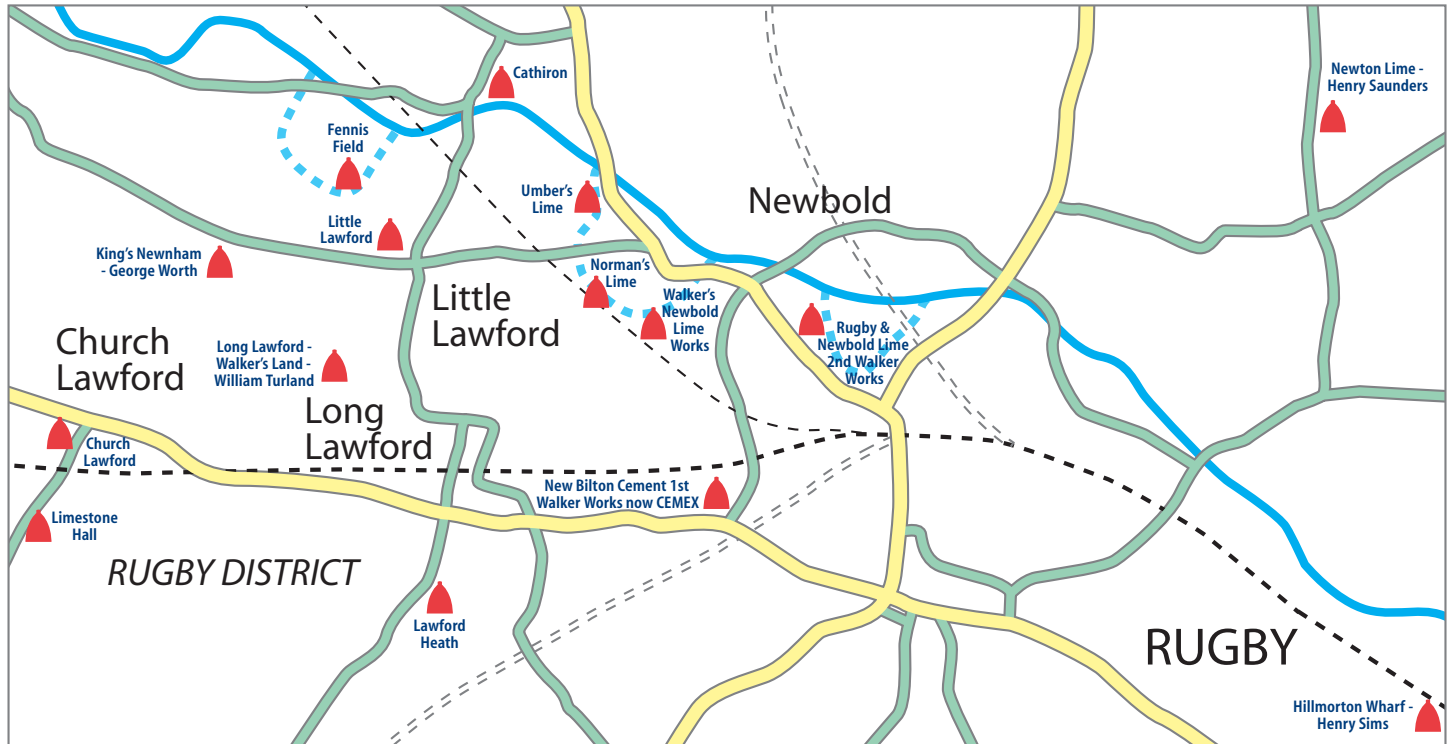 Cathiron
Newton Lime -
Henry Saunders
Fennis
Field
Umber's
Lime
Newbold
Little
Lawford
King's Newnham
- George Worth
Norman's
Lime
Walker's
Newbold
Lime
Works
Little
Lawford
Rugby &
Newbold Lime
2nd Walker
Works
Church
Lawford
Long Lawford -
Walker's Land -
William Turland
Long
Lawford
Church
Lawford
New Bilton Cement 1st
Walker Works now CEMEX
Limestone
Hall
RUGBY DISTRICT
Lawford
Heath
RUGBY
Hillmorton Wharf -
Henry Sims